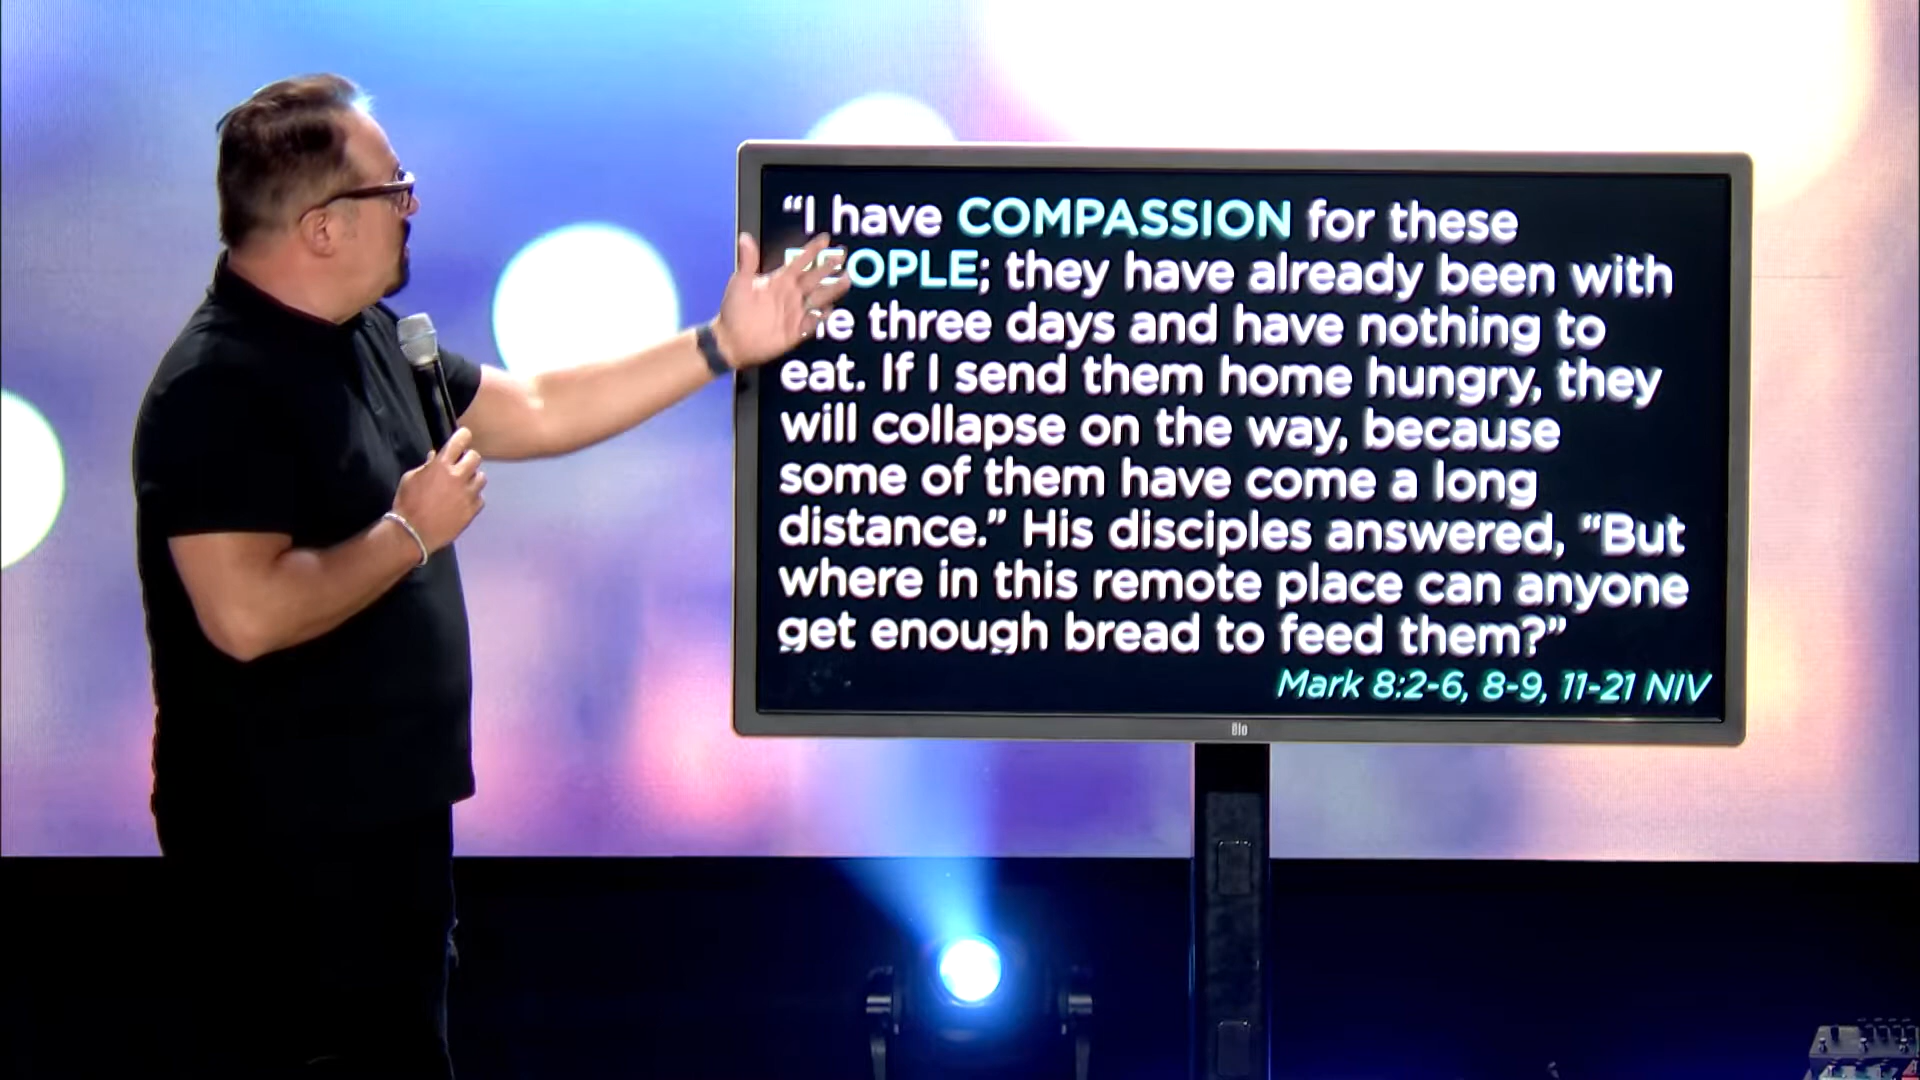 “I have COMPASSION for these
PEOPLE; they have already been with
me three days and have nothing to
eat. If I send them home hungry, they
will collapse on the way, because
some of them have come a long
distance.” His disciples answered, “But
where in this remote place can anyone
get enough bread to feed them?”
Mark 8:2-6, 8-9, 11-21 NIV
elo